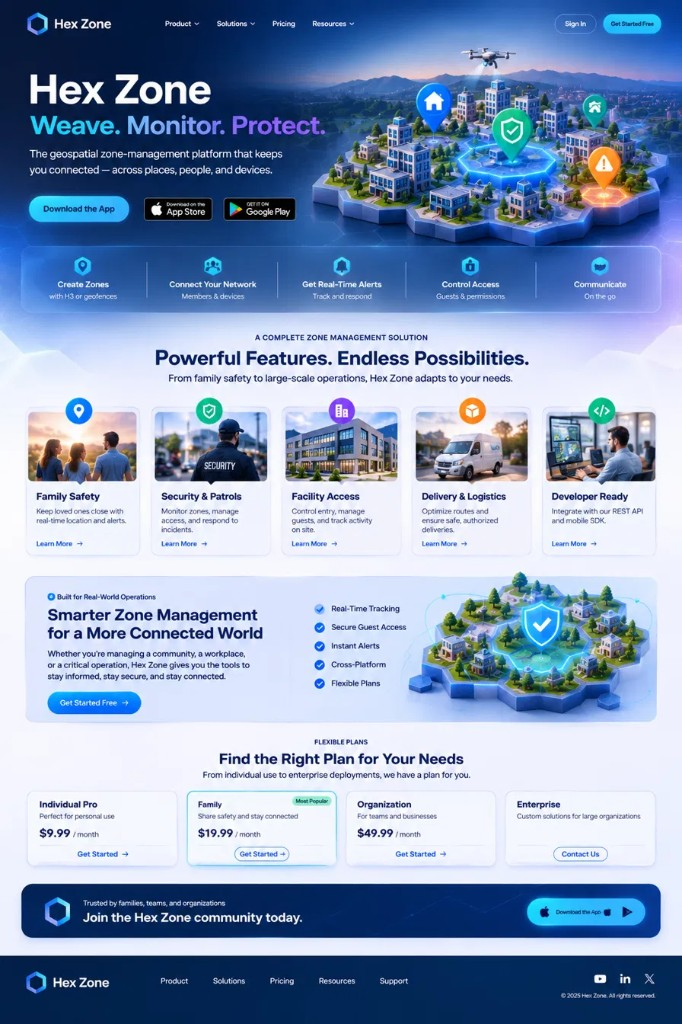 Hex Zone
Product
Solutions
Pricing
Resources
Sign In
Get Started Free
Hex Zone
Weave. Monitor. Protect.
The geospatial zone-management platform that keeps
you connected — across places, people, and devices.
Download the App
Download on the
App Store
GET IT ON
Google Play
Create Zones
with H3 or geofences
Connect Your Network
Members & devices
Get Real-Time Alerts
Track and respond
Control Access
Guests & permissions
Communicate
On the go
A COMPLETE ZONE MANAGEMENT SOLUTION
Powerful Features. Endless Possibilities.
From family safety to large-scale operations, Hex Zone adapts to your needs.
Family Safety
Keep loved ones close with
real-time location and alerts.
Learn More →
SECURITY
Security & Patrols
Monitor zones, manage
access, and respond to
incidents.
Learn More →
Facility Access
Control entry, manage
guests, and track activity
on site.
Learn More →
Delivery & Logistics
Optimize routes and
ensure safe, authorized
deliveries.
Learn More →
</>
Developer Ready
Integrate with our REST API
and mobile SDK.
Learn More →
Built for Real-World Operations
Smarter Zone Management
for a More Connected World
Whether you're managing a community, a workplace,
or a critical operation, Hex Zone gives you the tools to
stay informed, stay secure, and stay connected.
Get Started Free →
Real-Time Tracking
Secure Guest Access
Instant Alerts
Cross-Platform
Flexible Plans
FLEXIBLE PLANS
Find the Right Plan for Your Needs
From individual use to enterprise deployments, we have a plan for you.
Individual Pro
Perfect for personal use
$9.99 / month
Get Started →
Family
Most Popular
Share safety and stay connected
$19.99 / month
Get Started →
Organization
For teams and businesses
$49.99 / month
Get Started →
Enterprise
Custom solutions for large organizations
Contact Us
Trusted by families, teams, and organizations
Join the Hex Zone community today.
Download the App
Hex Zone
Product
Solutions
Pricing
Resources
Support
© 2025 Hex Zone. All rights reserved.